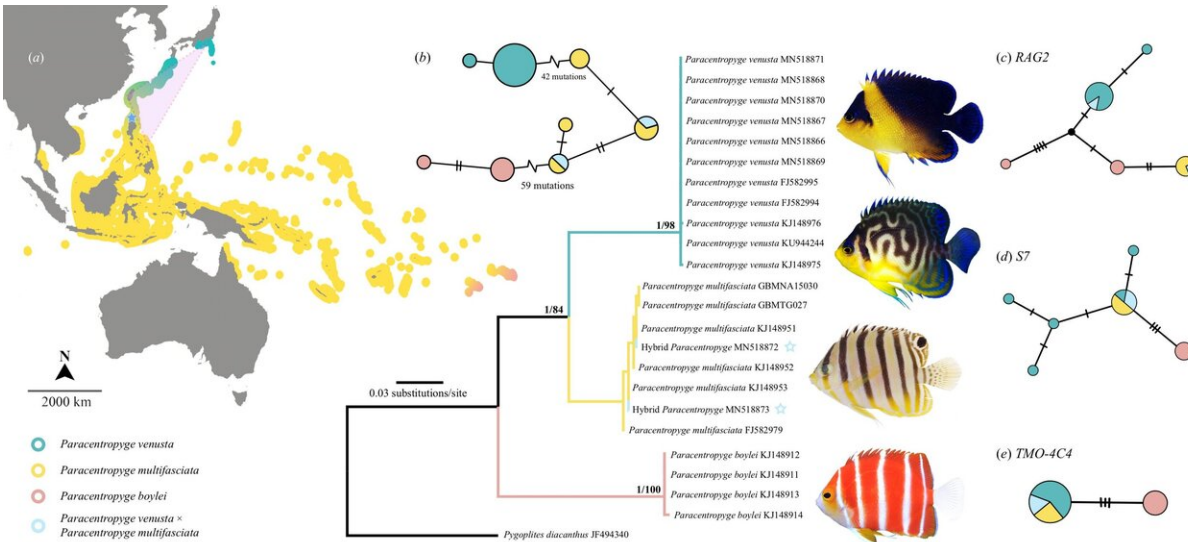 (a)
N
2000 km
Paracentropyge venusta
Paracentropyge multifasciata
Paracentropyge boylei
Paracentropyge venusta ×
Paracentropyge multifasciata
(b)
42 mutations
59 mutations
Paracentropyge venusta MN518871
Paracentropyge venusta MN518868
Paracentropyge venusta MN518870
Paracentropyge venusta MN518867
Paracentropyge venusta MN518866
Paracentropyge venusta MN518869
Paracentropyge venusta FJ582995
Paracentropyge venusta FJ582994
1/98
Paracentropyge venusta KJ148976
Paracentropyge venusta KU944244
Paracentropyge venusta KJ148975
Paracentropyge multifasciata GBMNA15030
Paracentropyge multifasciata GBMTG027
1/84
Paracentropyge multifasciata KJ148951
Hybrid Paracentropyge MN518872
Paracentropyge multifasciata KJ148952
Paracentropyge multifasciata KJ148953
0.03 substitutions/site
Hybrid Paracentropyge MN518873
Paracentropyge multifasciata FJ582979
Paracentropyge boylei KJ148912
Paracentropyge boylei KJ148911
1/100
Paracentropyge boylei KJ148913
Paracentropyge boylei KJ148914
Pygoplites diacanthus JF494340
(c) RAG2
(d) S7
(e) TMO-4C4